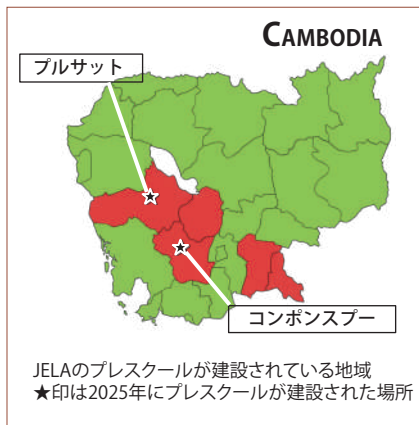 CAMBODIA
プルサット
コンポンスプー
JELAのプレスクールが建設されている地域
★印は2025年にプレスクールが建設された場所